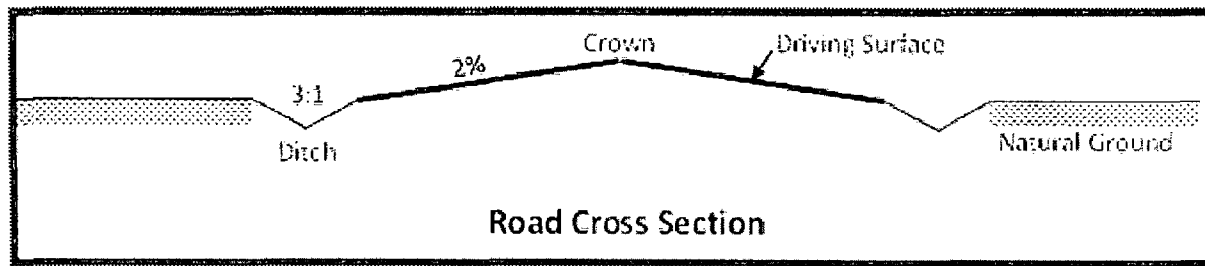 Crown
Driving Surface
2%
3:1
Ditch
Natural Ground
Road Cross Section